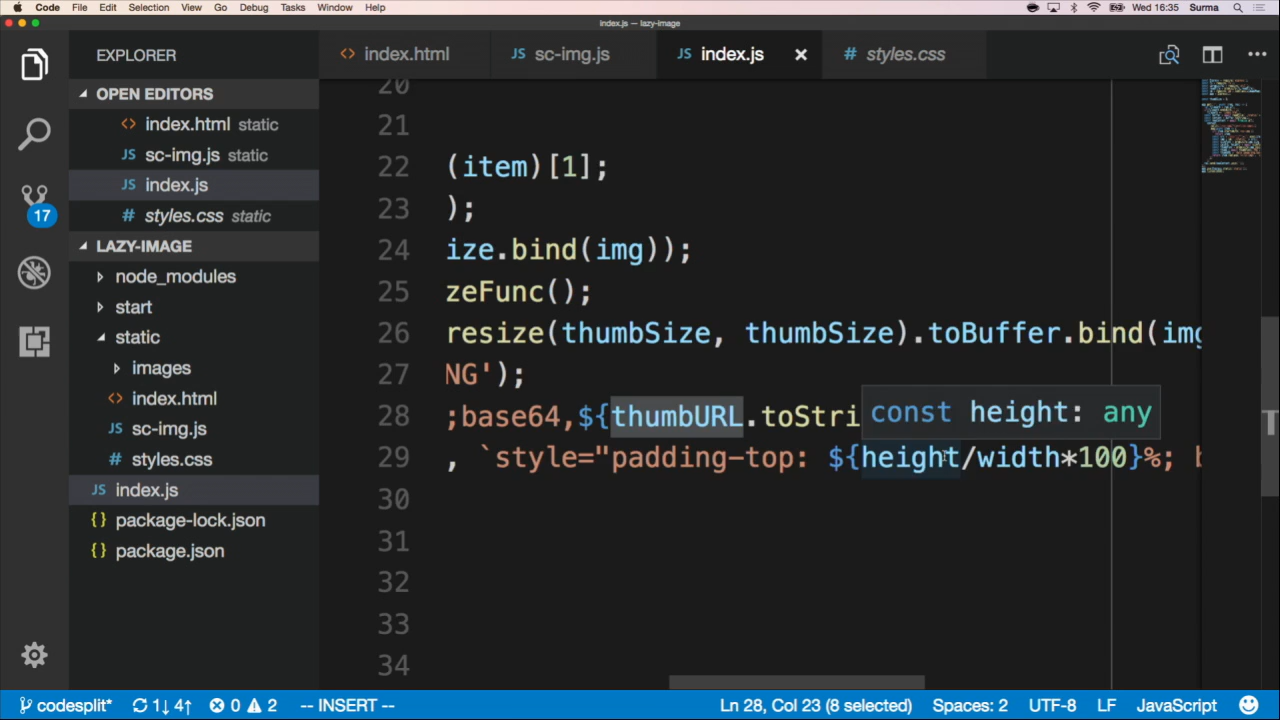 Code File Edit Selection View Go Debug Tasks Window Help Wed 16:35 Surma
index.js — lazy-image
EXPLORER
OPEN EDITORS
index.html static
sc-img.js static
JS index.js
# styles.css static
LAZY-IMAGE
node_modules
start
static
images
index.html
JS sc-img.js
# styles.css
JS index.js
{} package-lock.json
{} package.json
17
index.html JS sc-img.js JS index.js # styles.css
20
21
22 (item)[1];
23 );
24 ize.bind(img));
25 zeFunc();
26 resize(thumbSize, thumbSize).toBuffer.bind(img
27 NG');
28 ;base64,${thumbURL.toStri
const height: any
29 , `style="padding-top: ${height/width*100}%; b
30
31
32
33
34
codesplit* 1↓ 4↑ 0 2 -- INSERT -- Ln 28, Col 23 (8 selected) Spaces: 2 UTF-8 LF JavaScript